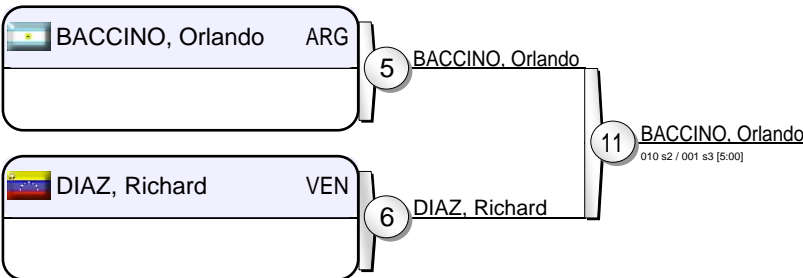 BACCINO, Orlando ARG
5 BACCINO, Orlando
11 BACCINO, Orlando
010 s2 / 001 s3 [5:00]
DIAZ, Richard VEN
6 DIAZ, Richard